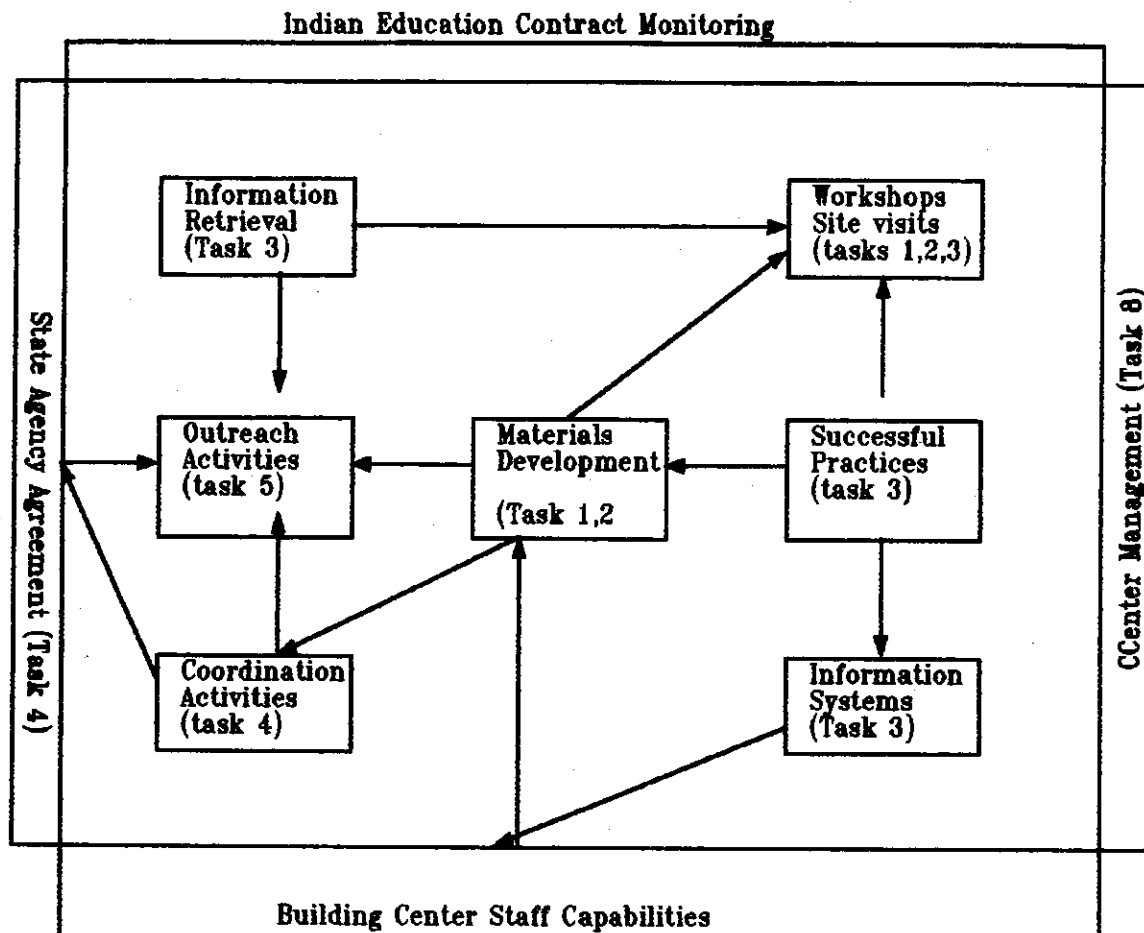 Indian Education Contract Monitoring
Information
Retrieval
(Task 3)
Workshops
Site visits
(tasks 1,2,3)
State Agency Agreement (Task 4)
Outreach
Activities
(task 5)
Materials
Development
(Task 1,2
Successful
Practices
(task 3)
CCenter Management (Task 8)
Coordination
Activities
(task 4)
Information
Systems
(Task 3)
Building Center Staff Capabilities